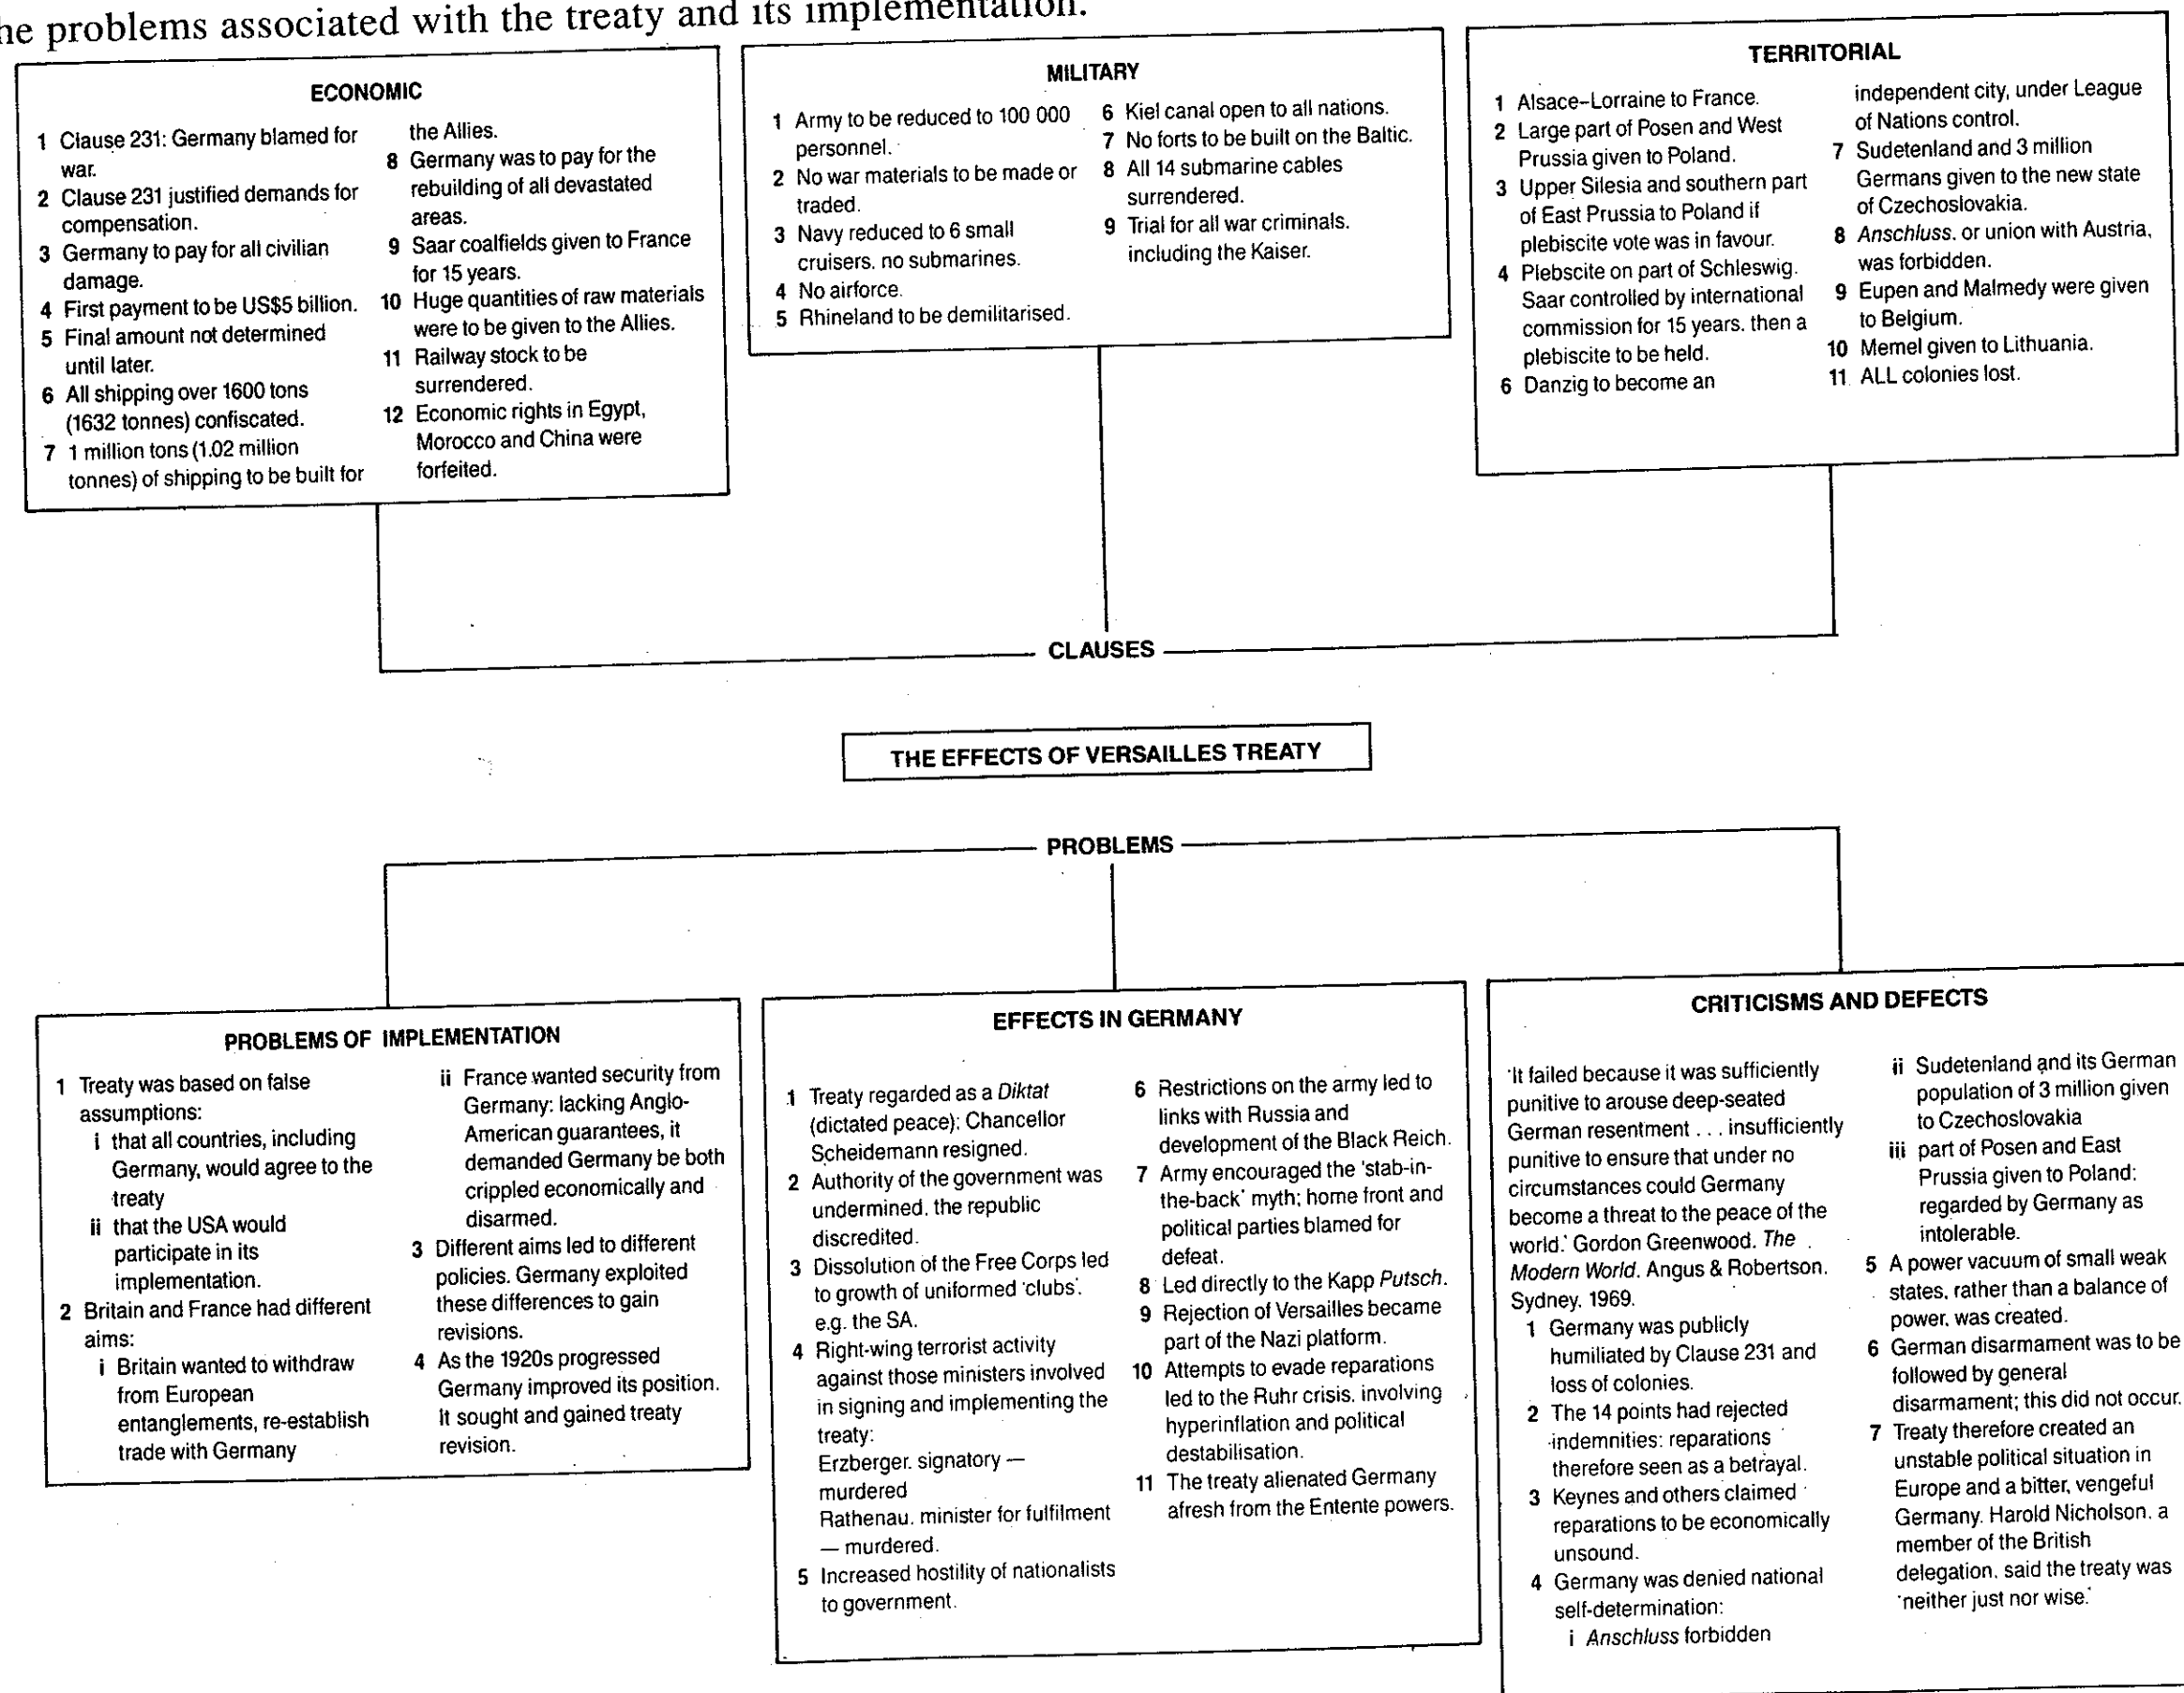 he problems associated with the treaty and its implementation.
ECONOMIC
1 Clause 231: Germany blamed for
war.
2 Clause 231 justified demands for
compensation.
3 Germany to pay for all civilian
damage.
4 First payment to be US$5 billion.
5 Final amount not determined
until later.
6 All shipping over 1600 tons
(1632 tonnes) confiscated.
7 1 million tons (1.02 million
tonnes) of shipping to be built for
the Allies.
8 Germany was to pay for the
rebuilding of all devastated
areas.
9 Saar coalfields given to France
for 15 years.
10 Huge quantities of raw materials
were to be given to the Allies.
11 Railway stock to be
surrendered.
12 Economic rights in Egypt,
Morocco and China were
forfeited.
MILITARY
1 Army to be reduced to 100 000
personnel.
2 No war materials to be made or
traded.
3 Navy reduced to 6 small
cruisers. no submarines.
4 No airforce.
5 Rhineland to be demilitarised.
6 Kiel canal open to all nations.
7 No forts to be built on the Baltic.
8 All 14 submarine cables
surrendered.
9 Trial for all war criminals.
including the Kaiser.
TERRITORIAL
1 Alsace-Lorraine to France.
2 Large part of Posen and West
Prussia given to Poland.
3 Upper Silesia and southern part
of East Prussia to Poland if
plebiscite vote was in favour.
4 Plebscite on part of Schleswig.
Saar controlled by international
commission for 15 years. then a
plebiscite to be held.
6 Danzig to become an
independent city, under League
of Nations control.
7 Sudetenland and 3 million
Germans given to the new state
of Czechoslovakia.
8 Anschluss. or union with Austria,
was forbidden.
9 Eupen and Malmedy were given
to Belgium.
10 Memel given to Lithuania.
11 ALL colonies lost.
CLAUSES
THE EFFECTS OF VERSAILLES TREATY
PROBLEMS
PROBLEMS OF IMPLEMENTATION
1 Treaty was based on false
assumptions:
i that all countries, including
Germany, would agree to the
treaty
ii that the USA would
participate in its
implementation.
2 Britain and France had different
aims:
i Britain wanted to withdraw
from European
entanglements, re-establish
trade with Germany
ii France wanted security from
Germany: lacking Anglo-
American guarantees, it
demanded Germany be both
crippled economically and
disarmed.
3 Different aims led to different
policies. Germany exploited
these differences to gain
revisions.
4 As the 1920s progressed
Germany improved its position.
It sought and gained treaty
revision.
EFFECTS IN GERMANY
1 Treaty regarded as a Diktat
(dictated peace): Chancellor
Scheidemann resigned.
2 Authority of the government was
undermined. the republic
discredited.
3 Dissolution of the Free Corps led
to growth of uniformed 'clubs'.
e.g. the SA.
4 Right-wing terrorist activity
against those ministers involved
in signing and implementing the
treaty:
Erzberger. signatory —
murdered
Rathenau. minister for fulfilment
— murdered.
5 Increased hostility of nationalists
to government.
6 Restrictions on the army led to
links with Russia and
development of the Black Reich.
7 Army encouraged the 'stab-in-
the-back' myth; home front and
political parties blamed for
defeat.
8 Led directly to the Kapp Putsch.
9 Rejection of Versailles became
part of the Nazi platform.
10 Attempts to evade reparations
led to the Ruhr crisis. involving
hyperinflation and political
destabilisation.
11 The treaty alienated Germany
afresh from the Entente powers.
CRITICISMS AND DEFECTS
'It failed because it was sufficiently
punitive to arouse deep-seated
German resentment . . . insufficiently
punitive to ensure that under no
circumstances could Germany
become a threat to the peace of the
world.' Gordon Greenwood. The
Modern World. Angus & Robertson.
Sydney. 1969.
1 Germany was publicly
humiliated by Clause 231 and
loss of colonies.
2 The 14 points had rejected
indemnities: reparations
therefore seen as a betrayal.
3 Keynes and others claimed
reparations to be economically
unsound.
4 Germany was denied national
self-determination:
i Anschluss forbidden
ii Sudetenland and its German
population of 3 million given
to Czechoslovakia
iii part of Posen and East
Prussia given to Poland:
regarded by Germany as
intolerable.
5 A power vacuum of small weak
states, rather than a balance of
power, was created.
6 German disarmament was to be
followed by general
disarmament; this did not occur.
7 Treaty therefore created an
unstable political situation in
Europe and a bitter, vengeful
Germany. Harold Nicholson. a
member of the British
delegation. said the treaty was
'neither just nor wise.'